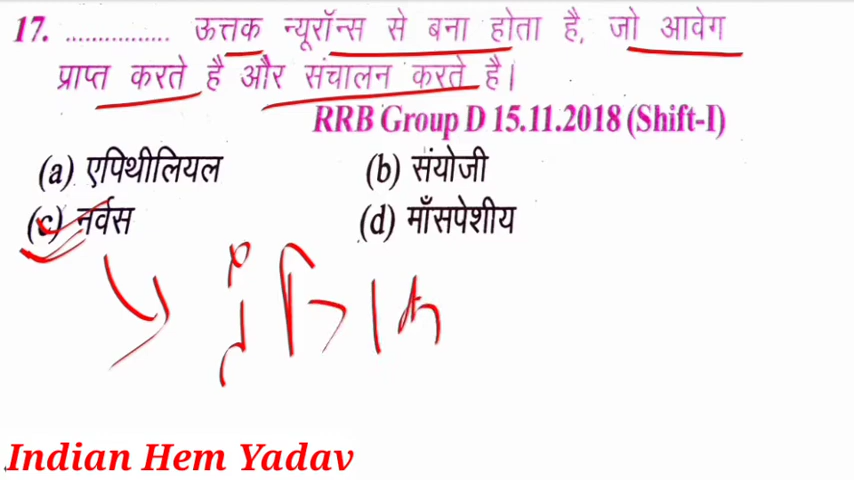 17. ................ ऊत्तक न्यूरॉन्स से बना होता है, जो आवेग
प्राप्त करते है और संचालन करते है।
RRB Group D 15.11.2018 (Shift-I)
(a) एपिथीलियल (b) संयोजी
(c) नर्वस (d) माँसपेशीय
Indian Hem Yadav